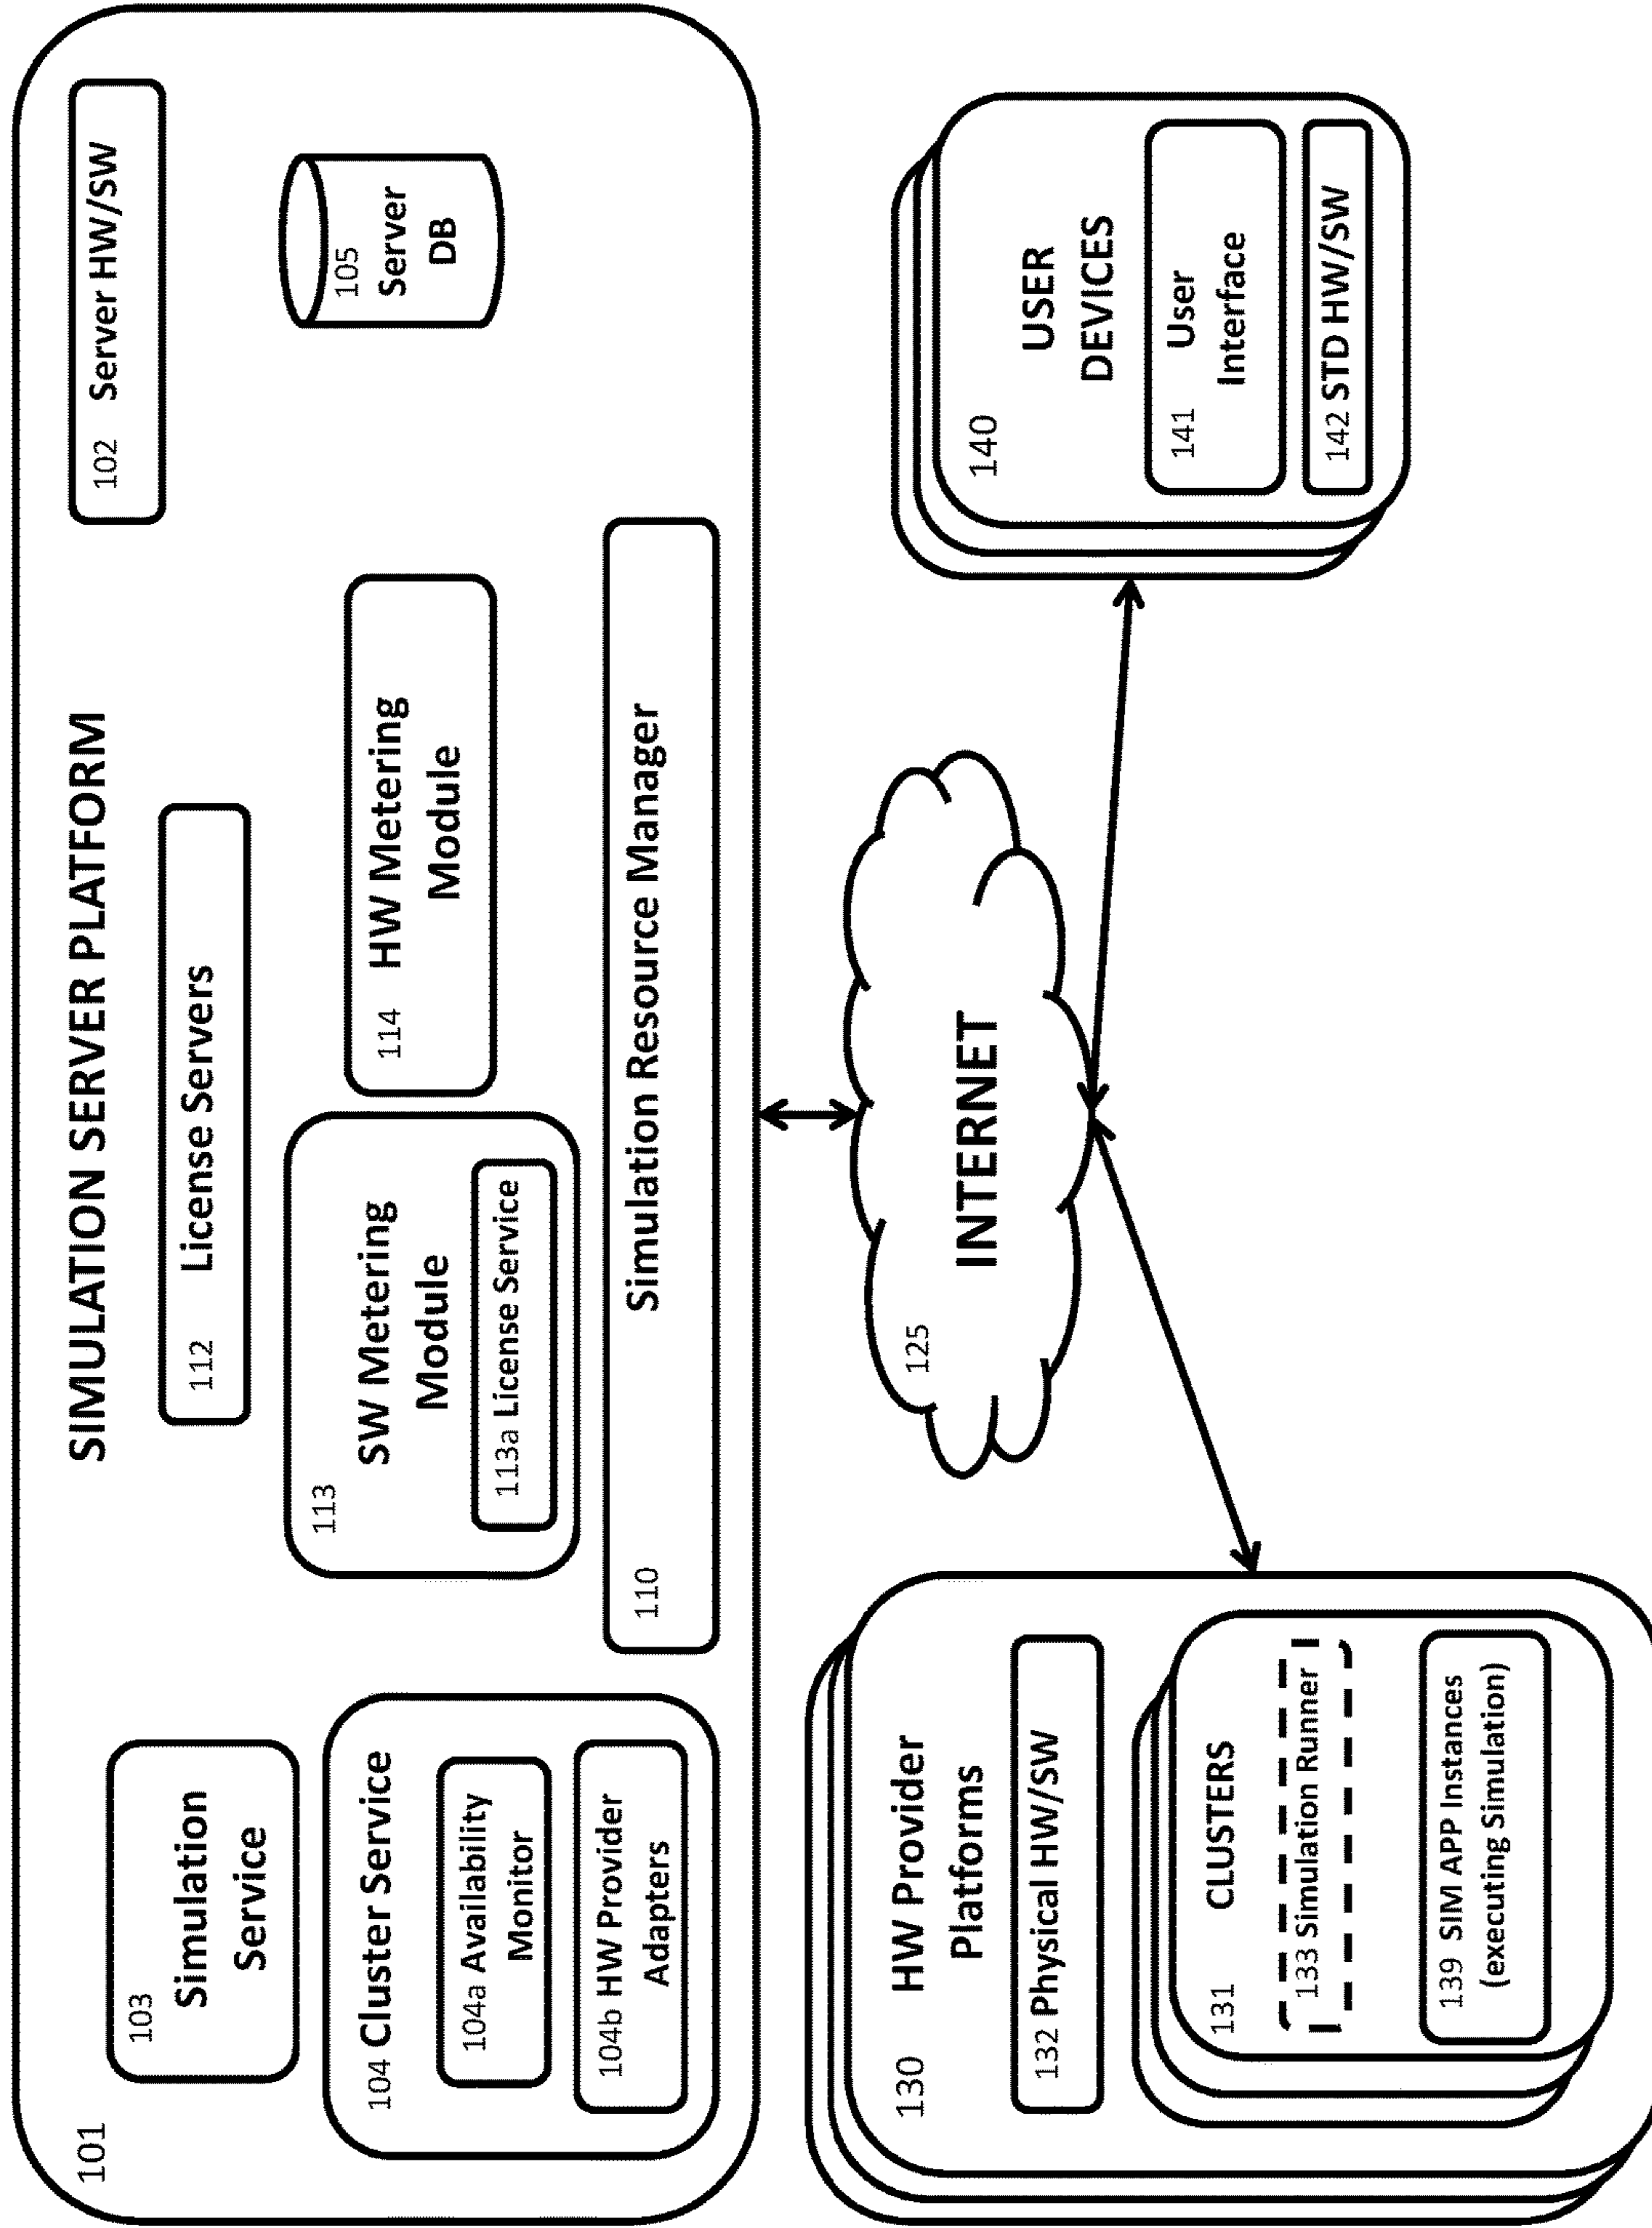 101
SIMULATION SERVER PLATFORM
103
Simulation
Service
112 License Servers
102 Server HW/SW
104 Cluster Service
104a Availability
Monitor
104b HW Provider
Adapters
113
SW Metering
Module
113a License Service
114 HW Metering
Module
105
Server
DB
110 Simulation Resource Manager
125
INTERNET
130
HW Provider
Platforms
132 Physical HW/SW
131
CLUSTERS
133 Simulation Runner
139 SIM APP Instances
(executing Simulation)
140
USER
DEVICES
141
User
Interface
142 STD HW/SW